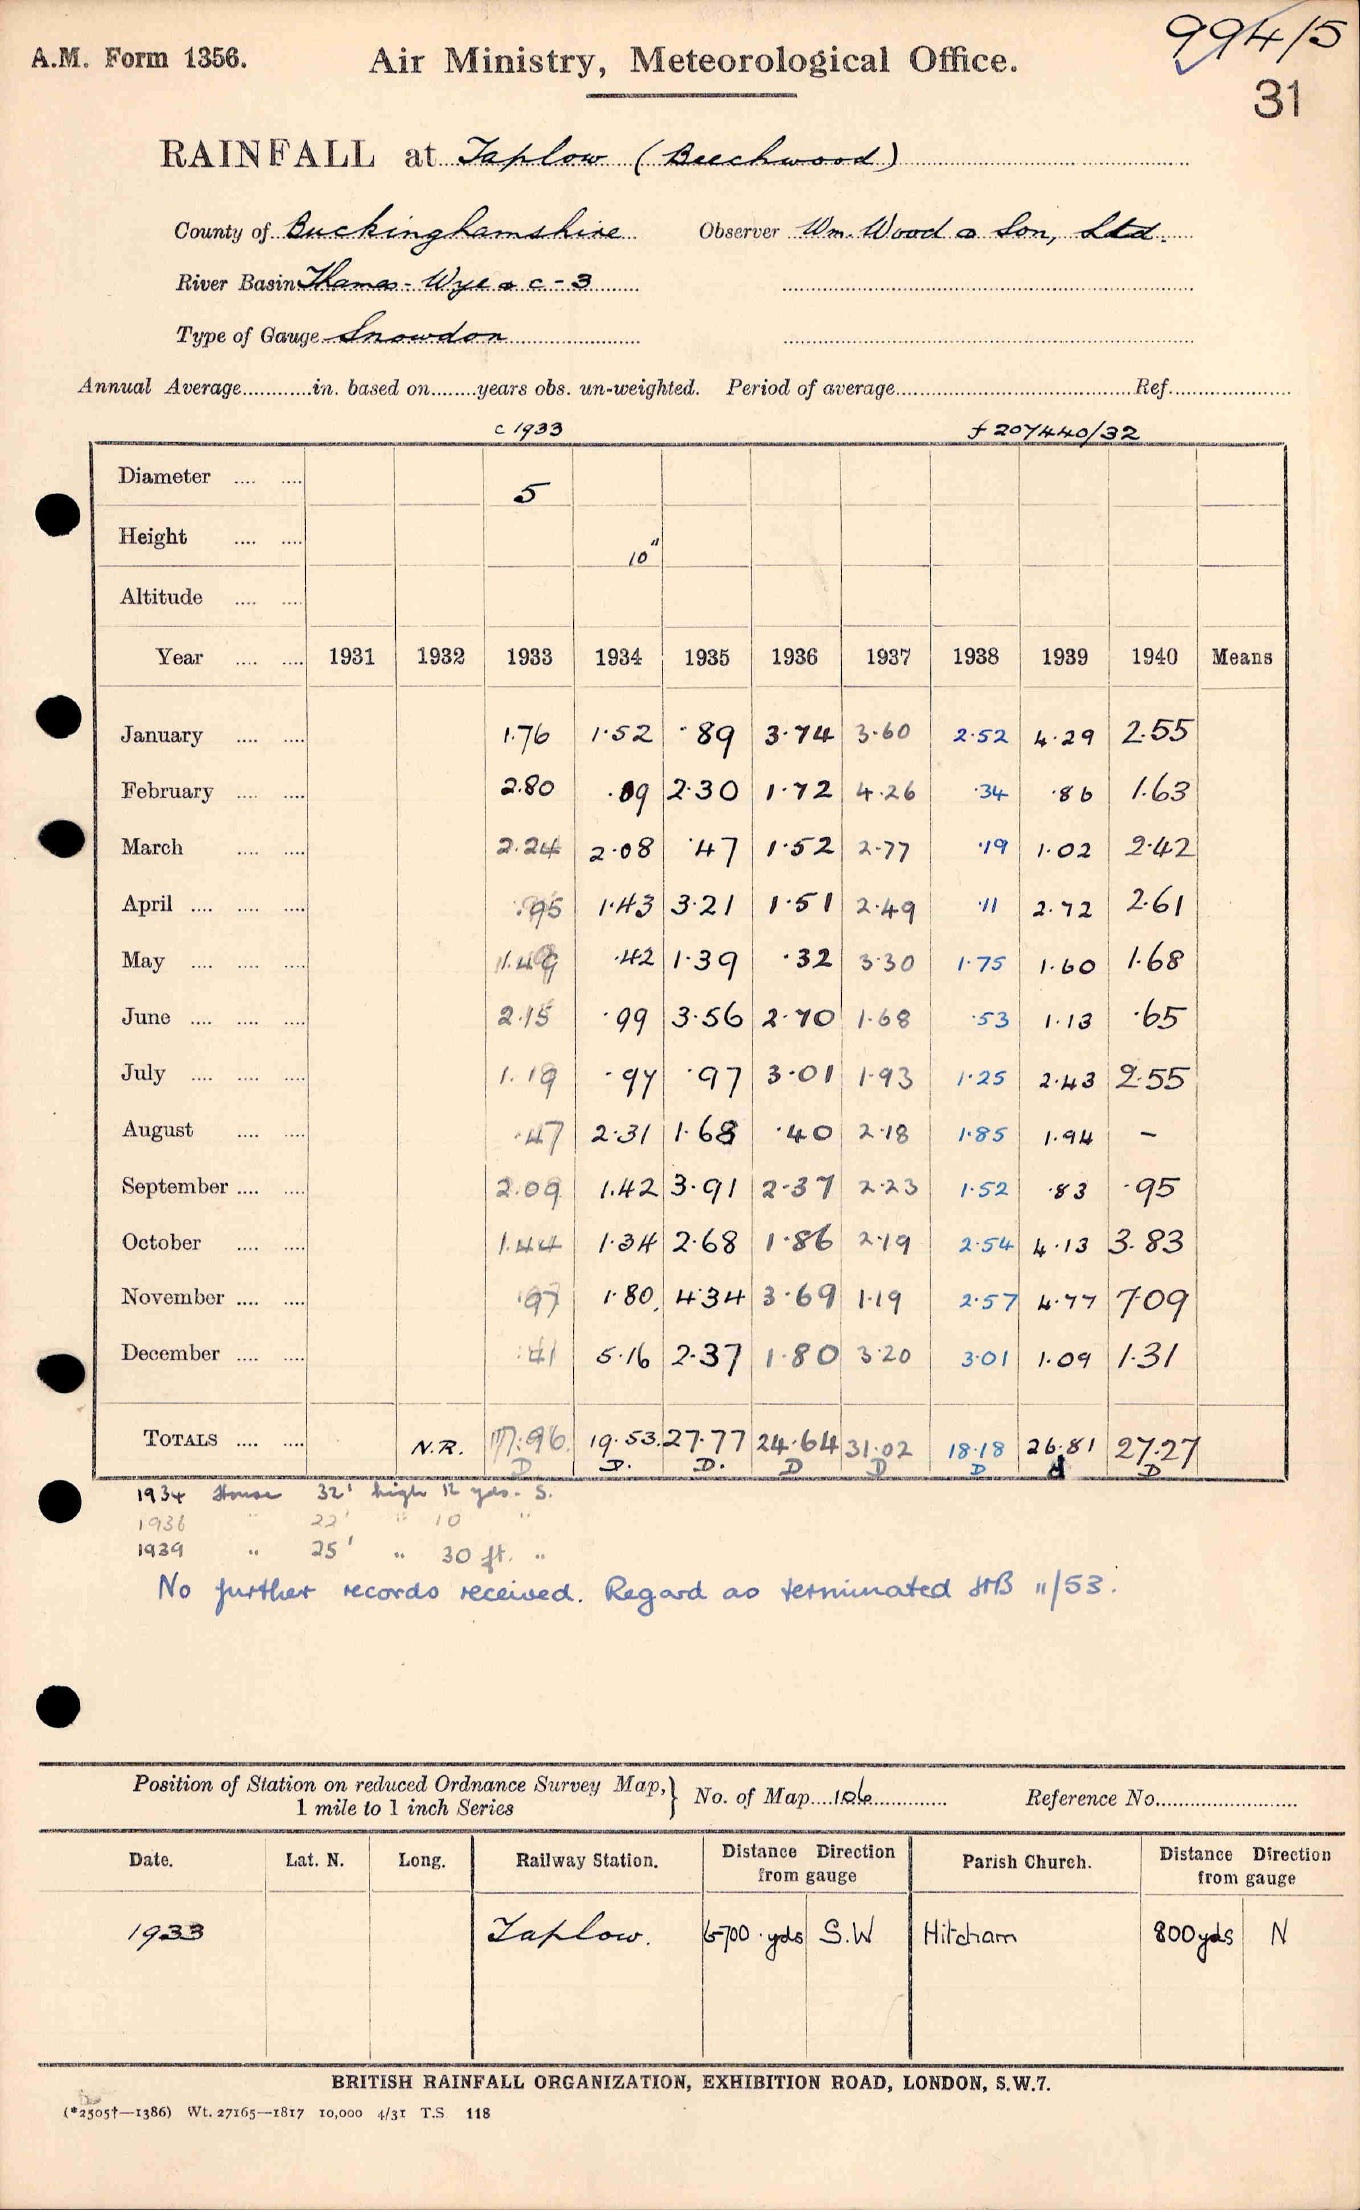 994/5
A.M. Form 1356. Air Ministry, Meteorological Office.
31
RAINFALL at Taplow (Beechwood)
County of Buckinghamshire Observer Wm. Wood & Son, Ltd.
River Basin Thames - Wye & c - 3
Type of Gauge Snowdon
Annual Average............in. based on........years obs. un-weighted. Period of average........Ref........
c 1933 f 207440/32
Diameter .... .... 5
Height .... .... 10"
Altitude .... ....
Year .... .... 1931 1932 1933 1934 1935 1936 1937 1938 1939 1940 Means
January .... .... 1.76 1.52 .89 3.74 3.60 2.52 4.29 2.55
February .... .... 2.80 .09 2.30 1.72 4.26 .34 .86 1.63
March .... .... 2.24 2.08 .47 1.52 2.77 .19 1.02 2.42
April .... .... .... .95 1.43 3.21 1.51 2.49 .11 2.72 2.61
May .... .... .... 1.49 .42 1.39 .32 3.30 1.75 1.60 1.68
June .... .... .... 2.15 .99 3.56 2.70 1.68 .53 1.13 .65
July .... .... .... 1.19 .97 .97 3.01 1.93 1.25 2.43 2.55
August .... .... .47 2.31 1.68 .40 2.18 1.85 1.94 –
September .... .... 2.09 1.42 3.91 2.37 2.23 1.52 .83 .95
October .... .... 1.44 1.34 2.68 1.86 2.19 2.54 4.13 3.83
November .... .... .97 1.80 4.34 3.69 1.19 2.57 4.77 7.09
December .... .... .41 5.16 2.37 1.80 3.20 3.01 1.09 1.31
TOTALS .... .... N.R. 17.96 19.53 27.77 24.64 31.02 18.18 26.81 27.27
D D. D. D D D d D
1934 House 32' high 12 yds. S.
1936 " 22' " 10 "
1939 " 25' " 30 ft. "
No further records received. Regard as terminated HB 11/53.
Position of Station on reduced Ordnance Survey Map, 1 mile to 1 inch Series } No. of Map....106 Reference No.
Date. Lat. N. Long. Railway Station. Distance Direction from gauge Parish Church. Distance Direction from gauge
1933 Taplow. 6-700 yds S.W Hitcham 800yds N
BRITISH RAINFALL ORGANIZATION, EXHIBITION ROAD, LONDON, S.W.7.
(*2505†—1386) Wt. 27165—1817 10,000 4/31 T.S 118